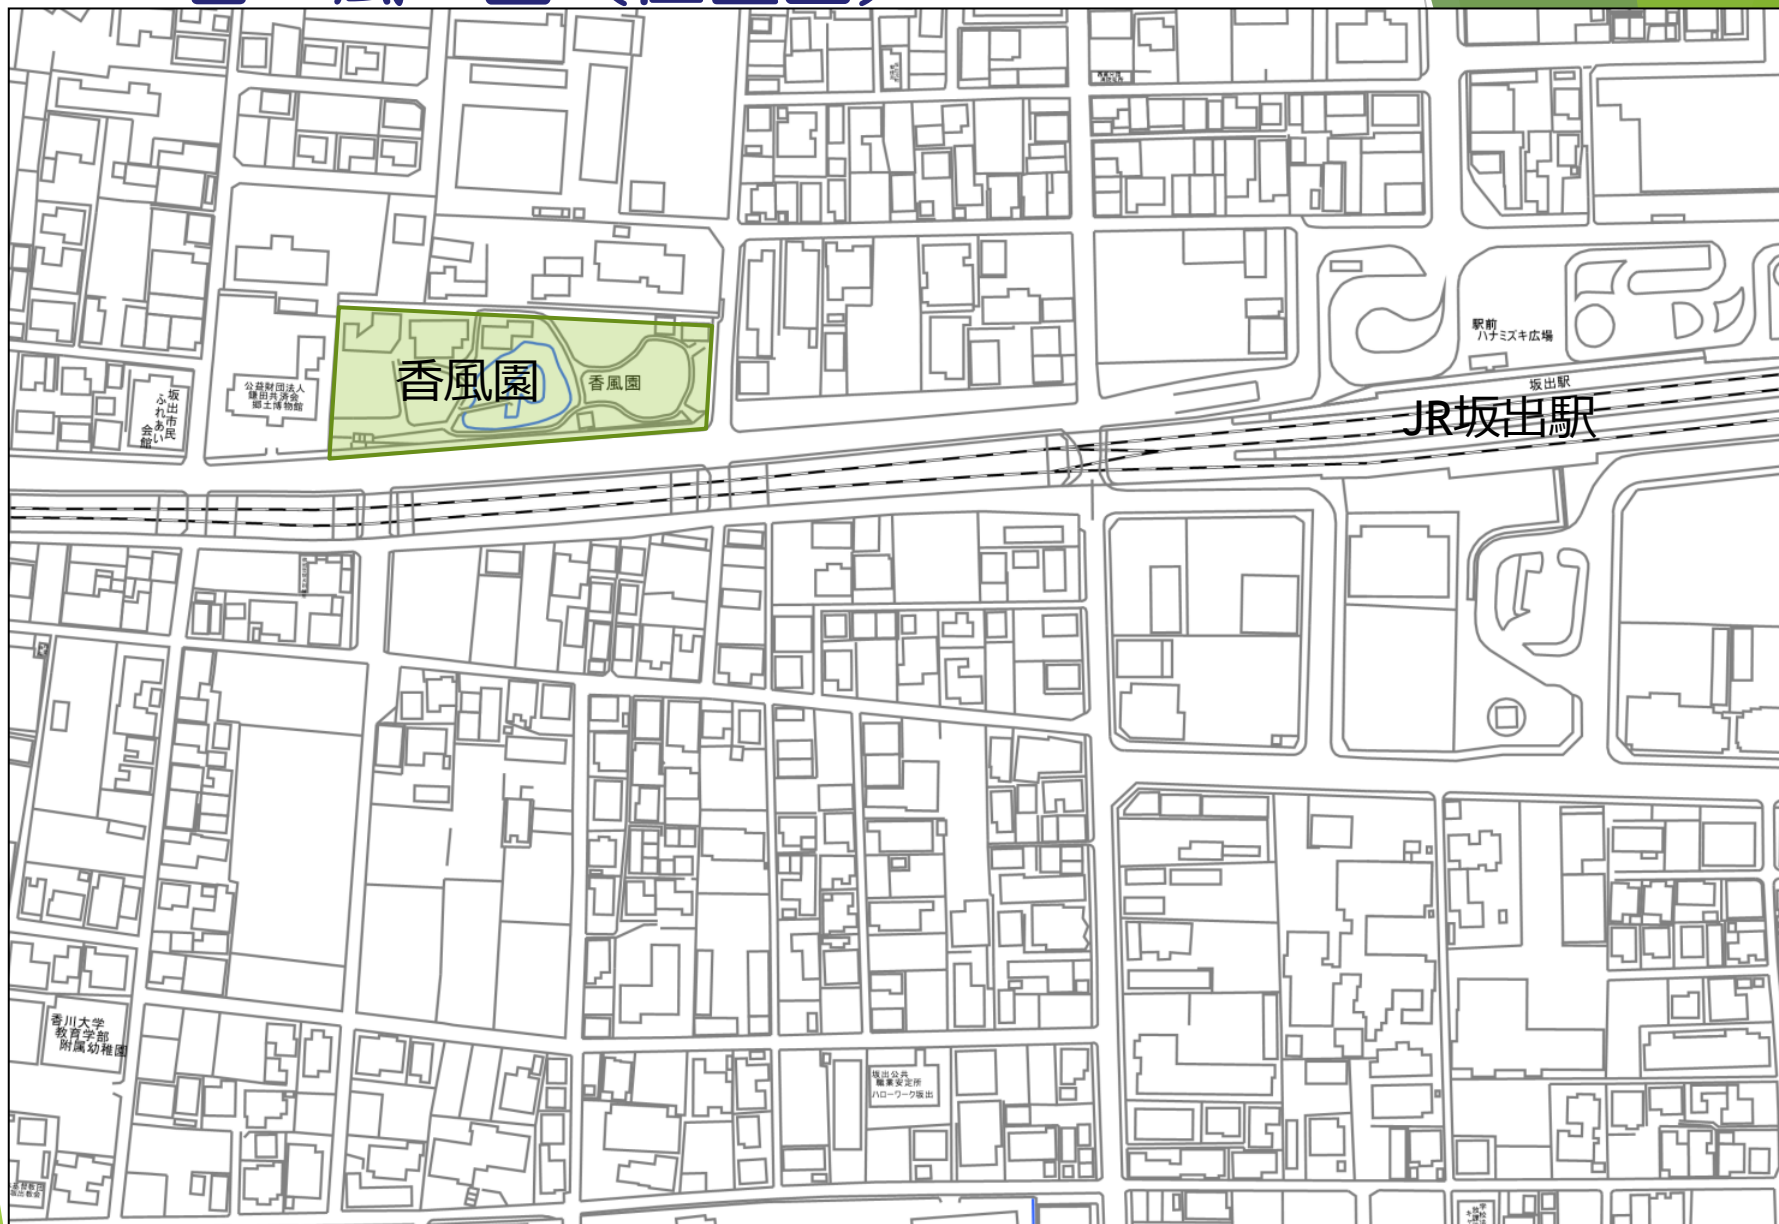 香風園
香風園
公益財団法人
鎌田共済会
郷土博物館
坂出市民
ふれあい
会館
駅前
ハナミズキ広場
坂出駅
JR坂出駅
香川大学
教育学部
附属幼稚園
坂出公共
職業安定所
ハローワーク坂出